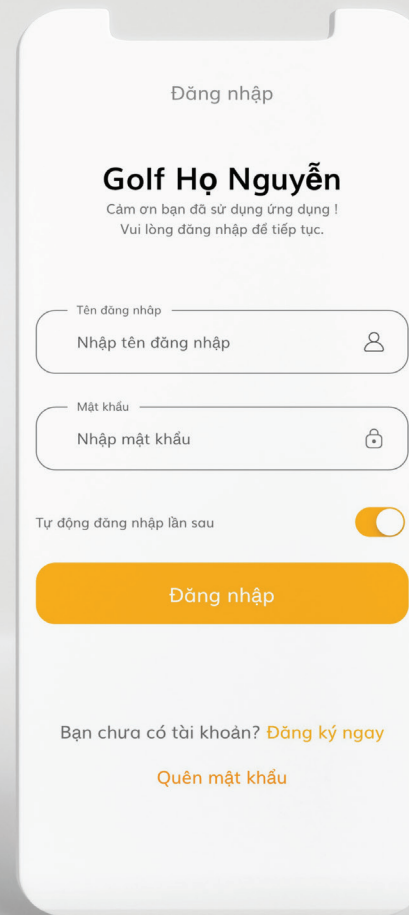 Đăng nhập
Golf Họ Nguyễn
Cảm ơn bạn đã sử dụng ứng dụng !
Vui lòng đăng nhập để tiếp tục.
Tên đăng nhập
Nhập tên đăng nhập
Mật khẩu
Nhập mật khẩu
Tự động đăng nhập lần sau
Đăng nhập
Bạn chưa có tài khoản? Đăng ký ngay
Quên mật khẩu